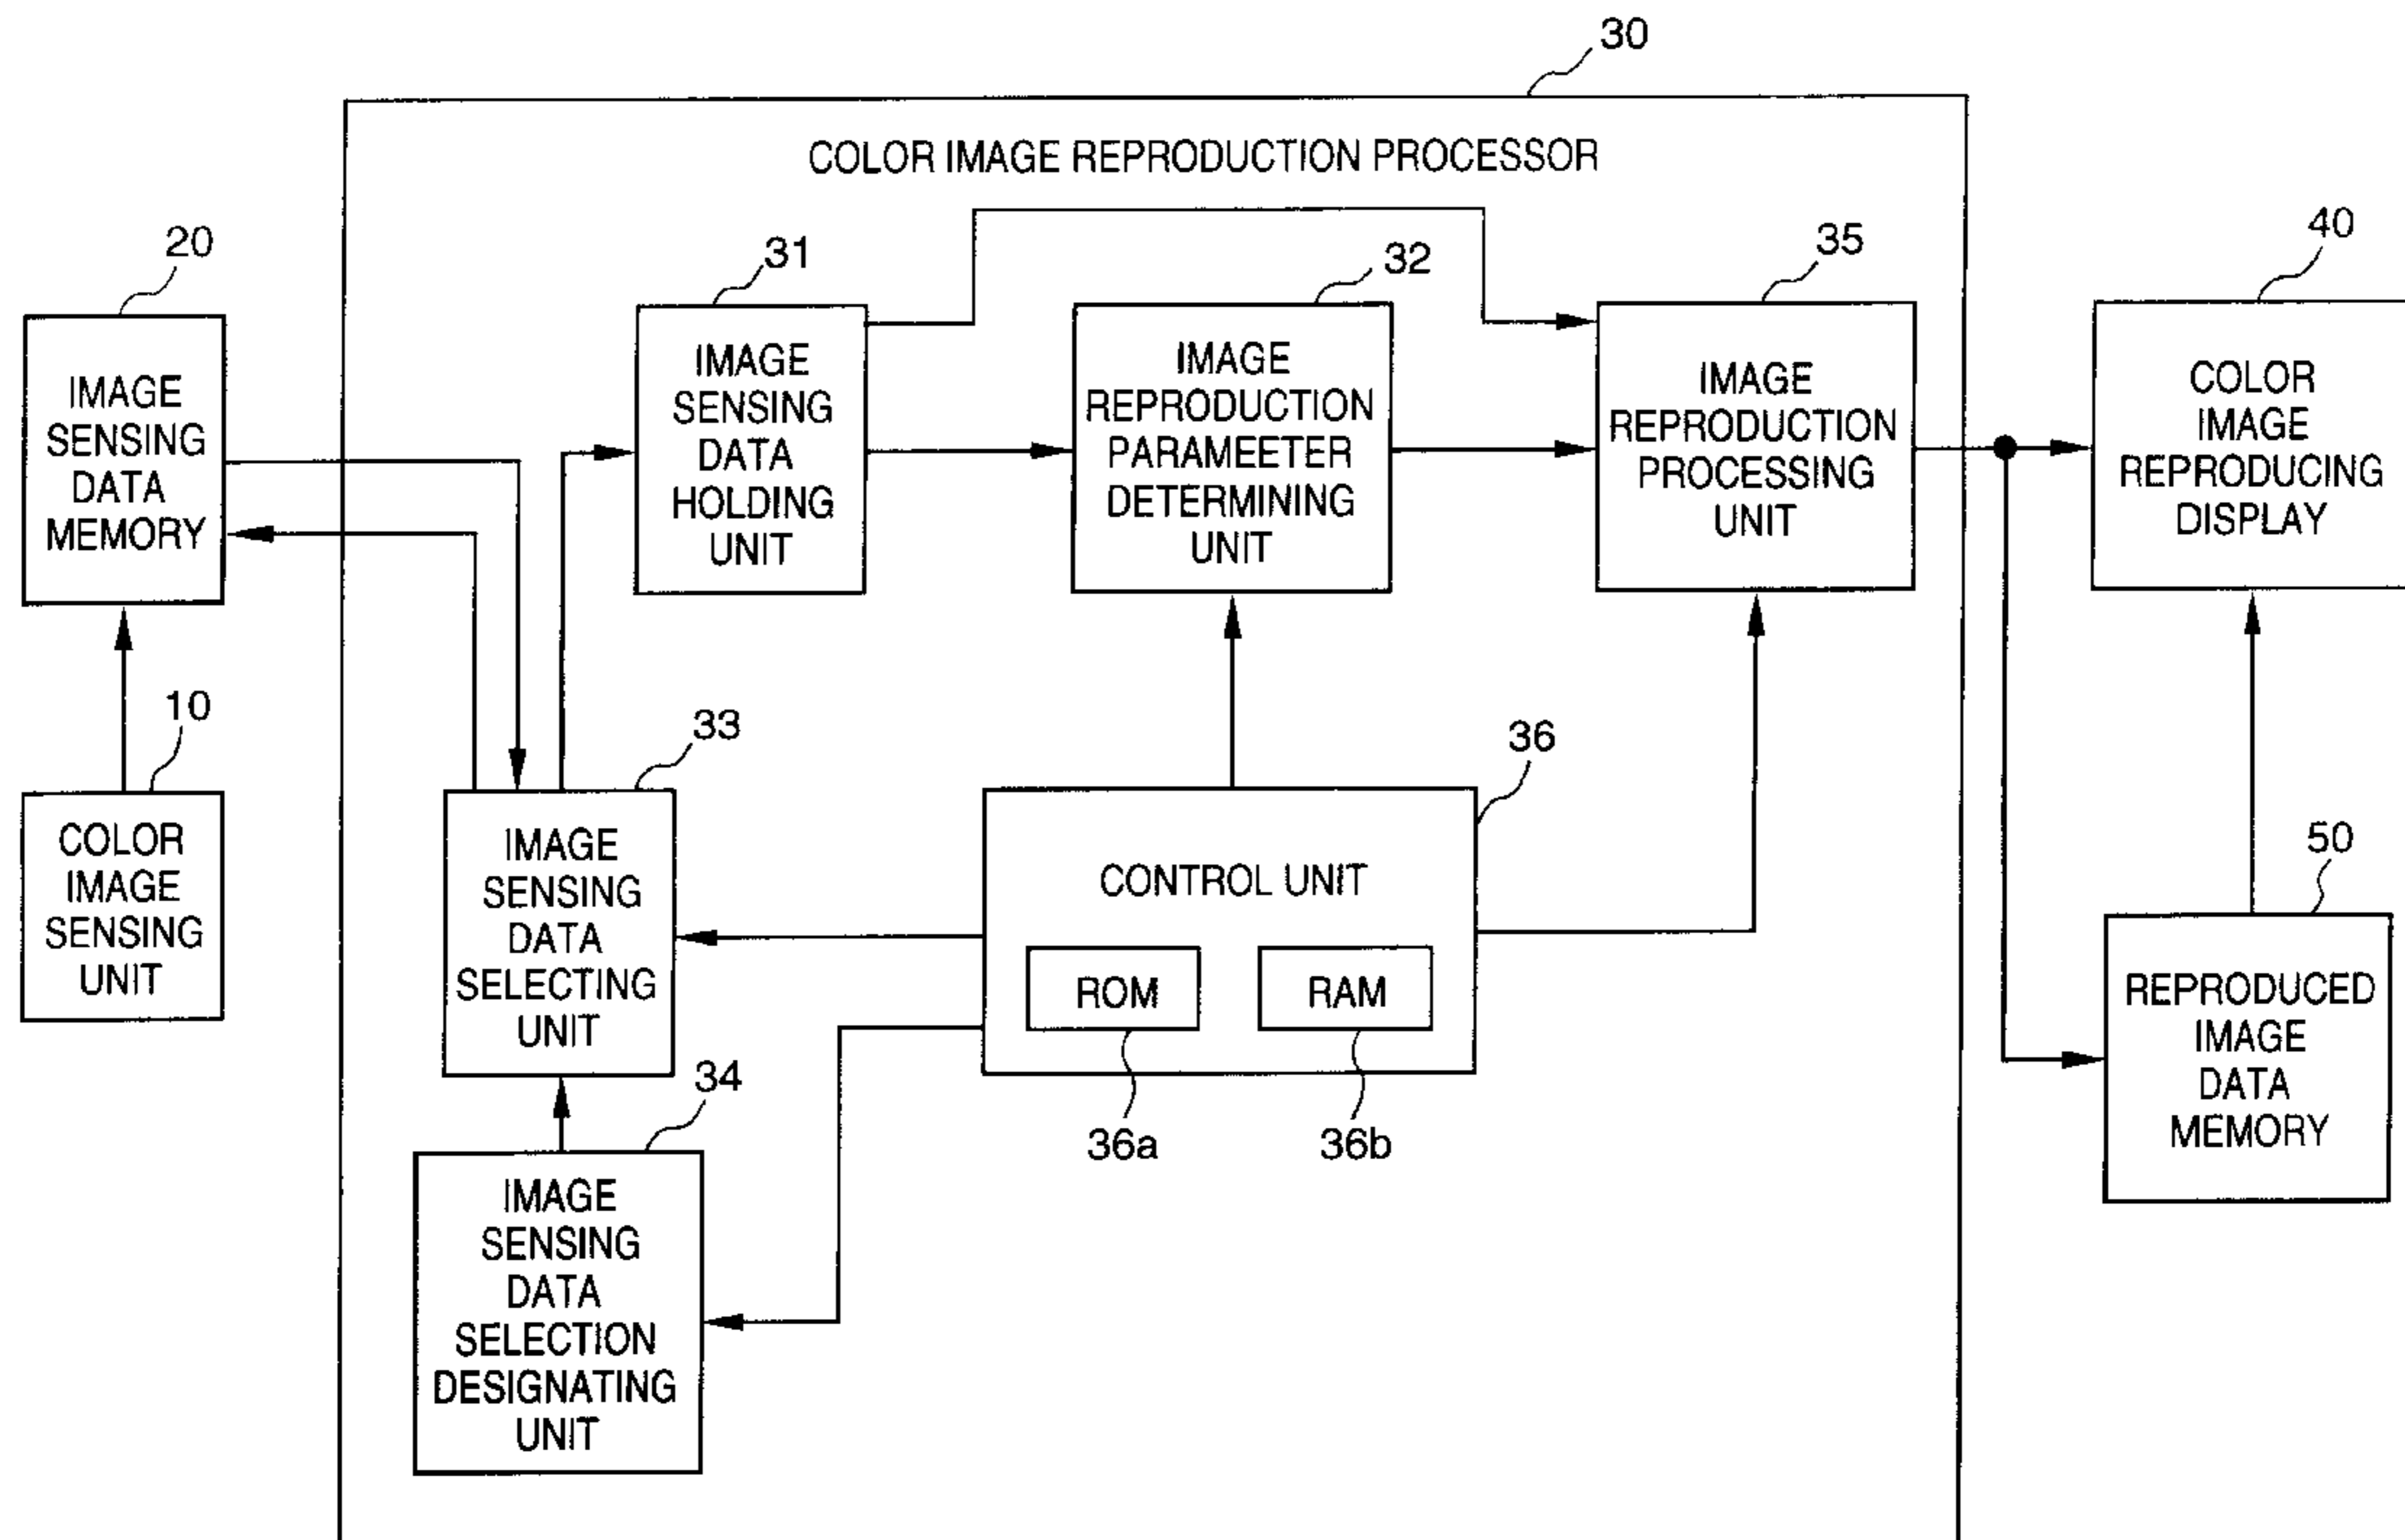 30
COLOR IMAGE REPRODUCTION PROCESSOR
20
IMAGE
SENSING
DATA
MEMORY
10
COLOR
IMAGE
SENSING
UNIT
31
IMAGE
SENSING
DATA
HOLDING
UNIT
32
IMAGE
REPRODUCTION
PARAMEETER
DETERMINING
UNIT
35
IMAGE
REPRODUCTION
PROCESSING
UNIT
40
COLOR
IMAGE
REPRODUCING
DISPLAY
33
IMAGE
SENSING
DATA
SELECTING
UNIT
36
CONTROL UNIT
ROM
RAM
36a
36b
34
IMAGE
SENSING
DATA
SELECTION
DESIGNATING
UNIT
50
REPRODUCED
IMAGE
DATA
MEMORY